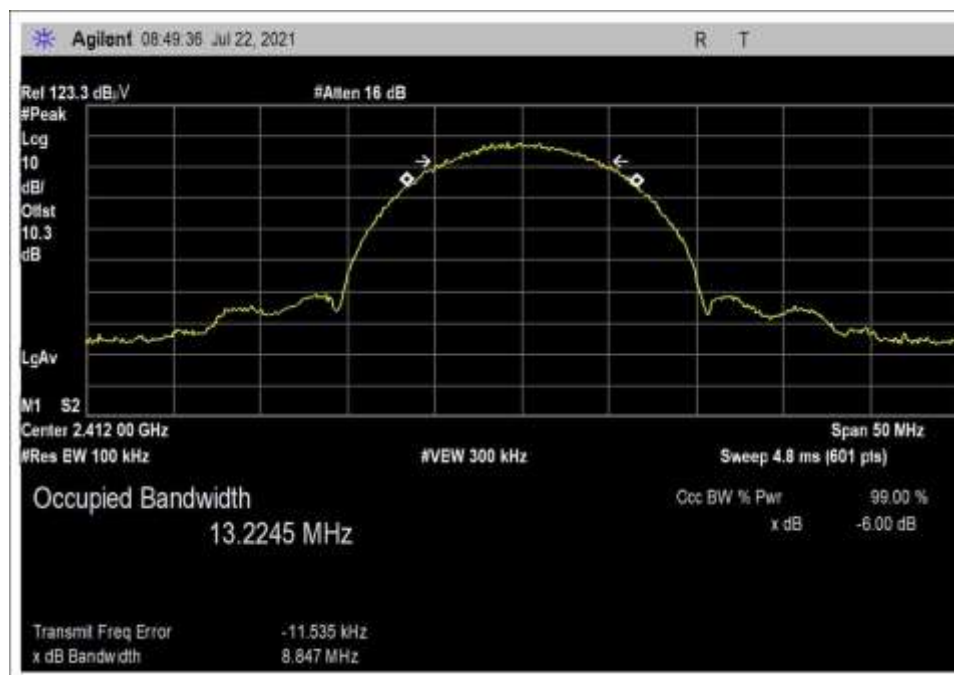 Agilent 08:49:36 Jul 22, 2021
R T
Ref 123.3 dBµV #Atten 16 dB
#Peak
Log
10
dB/
Offst
10.3
dB
LgAv
M1 S2
Center 2.412 00 GHz Span 50 MHz
#Res BW 100 kHz #VBW 300 kHz Sweep 4.8 ms (601 pts)
Occupied Bandwidth Occ BW % Pwr 99.00 %
13.2245 MHz x dB -6.00 dB
Transmit Freq Error -11.535 kHz
x dB Bandwidth 8.847 MHz